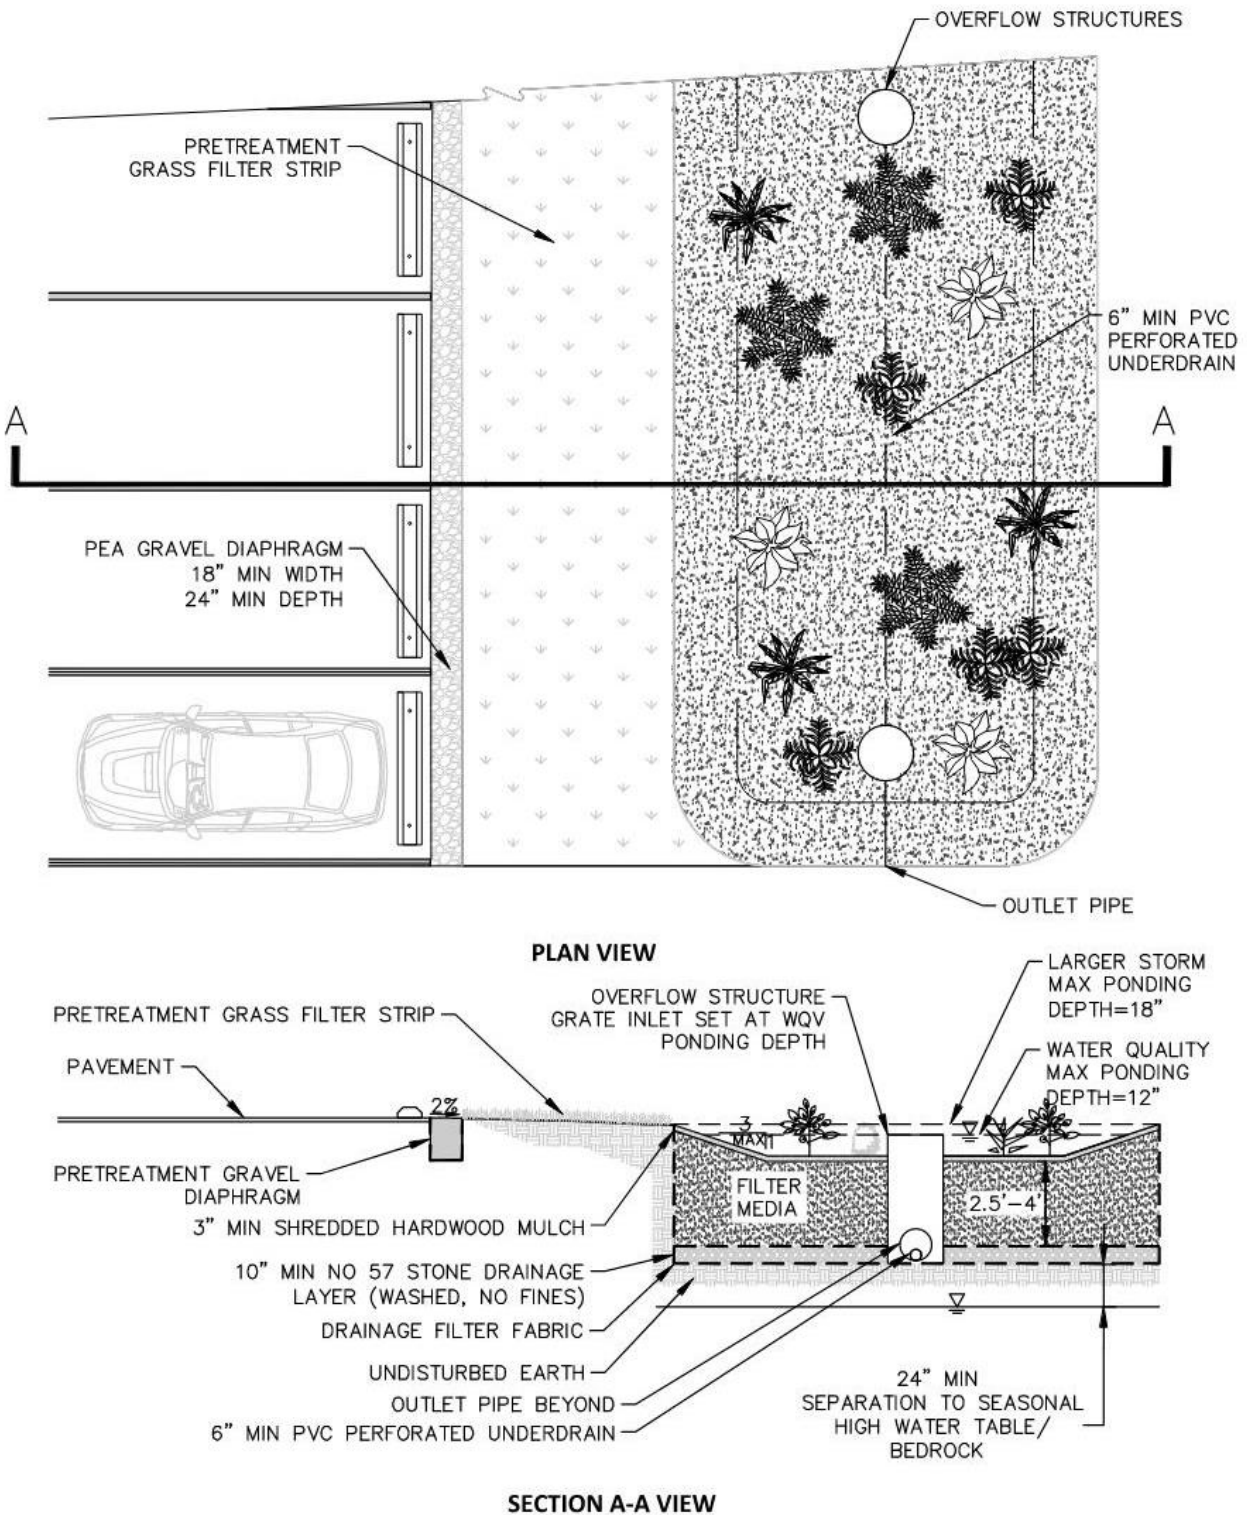 OVERFLOW STRUCTURES
PRETREATMENT
GRASS FILTER STRIP
6” MIN PVC
PERFORATED
UNDERDRAIN
A
A
PEA GRAVEL DIAPHRAGM
18” MIN WIDTH
24” MIN DEPTH
OUTLET PIPE
PLAN VIEW
LARGER STORM
MAX PONDING
DEPTH=18”
OVERFLOW STRUCTURE
GRATE INLET SET AT WQV
PONDING DEPTH
PRETREATMENT GRASS FILTER STRIP
WATER QUALITY
MAX PONDING
DEPTH=12”
PAVEMENT
2%
3
MAX
1
PRETREATMENT GRAVEL
DIAPHRAGM
FILTER
MEDIA
2.5’-4’
3” MIN SHREDDED HARDWOOD MULCH
10” MIN NO 57 STONE DRAINAGE
LAYER (WASHED, NO FINES)
DRAINAGE FILTER FABRIC
UNDISTURBED EARTH
OUTLET PIPE BEYOND
6” MIN PVC PERFORATED UNDERDRAIN
24” MIN
SEPARATION TO SEASONAL
HIGH WATER TABLE/
BEDROCK
SECTION A-A VIEW